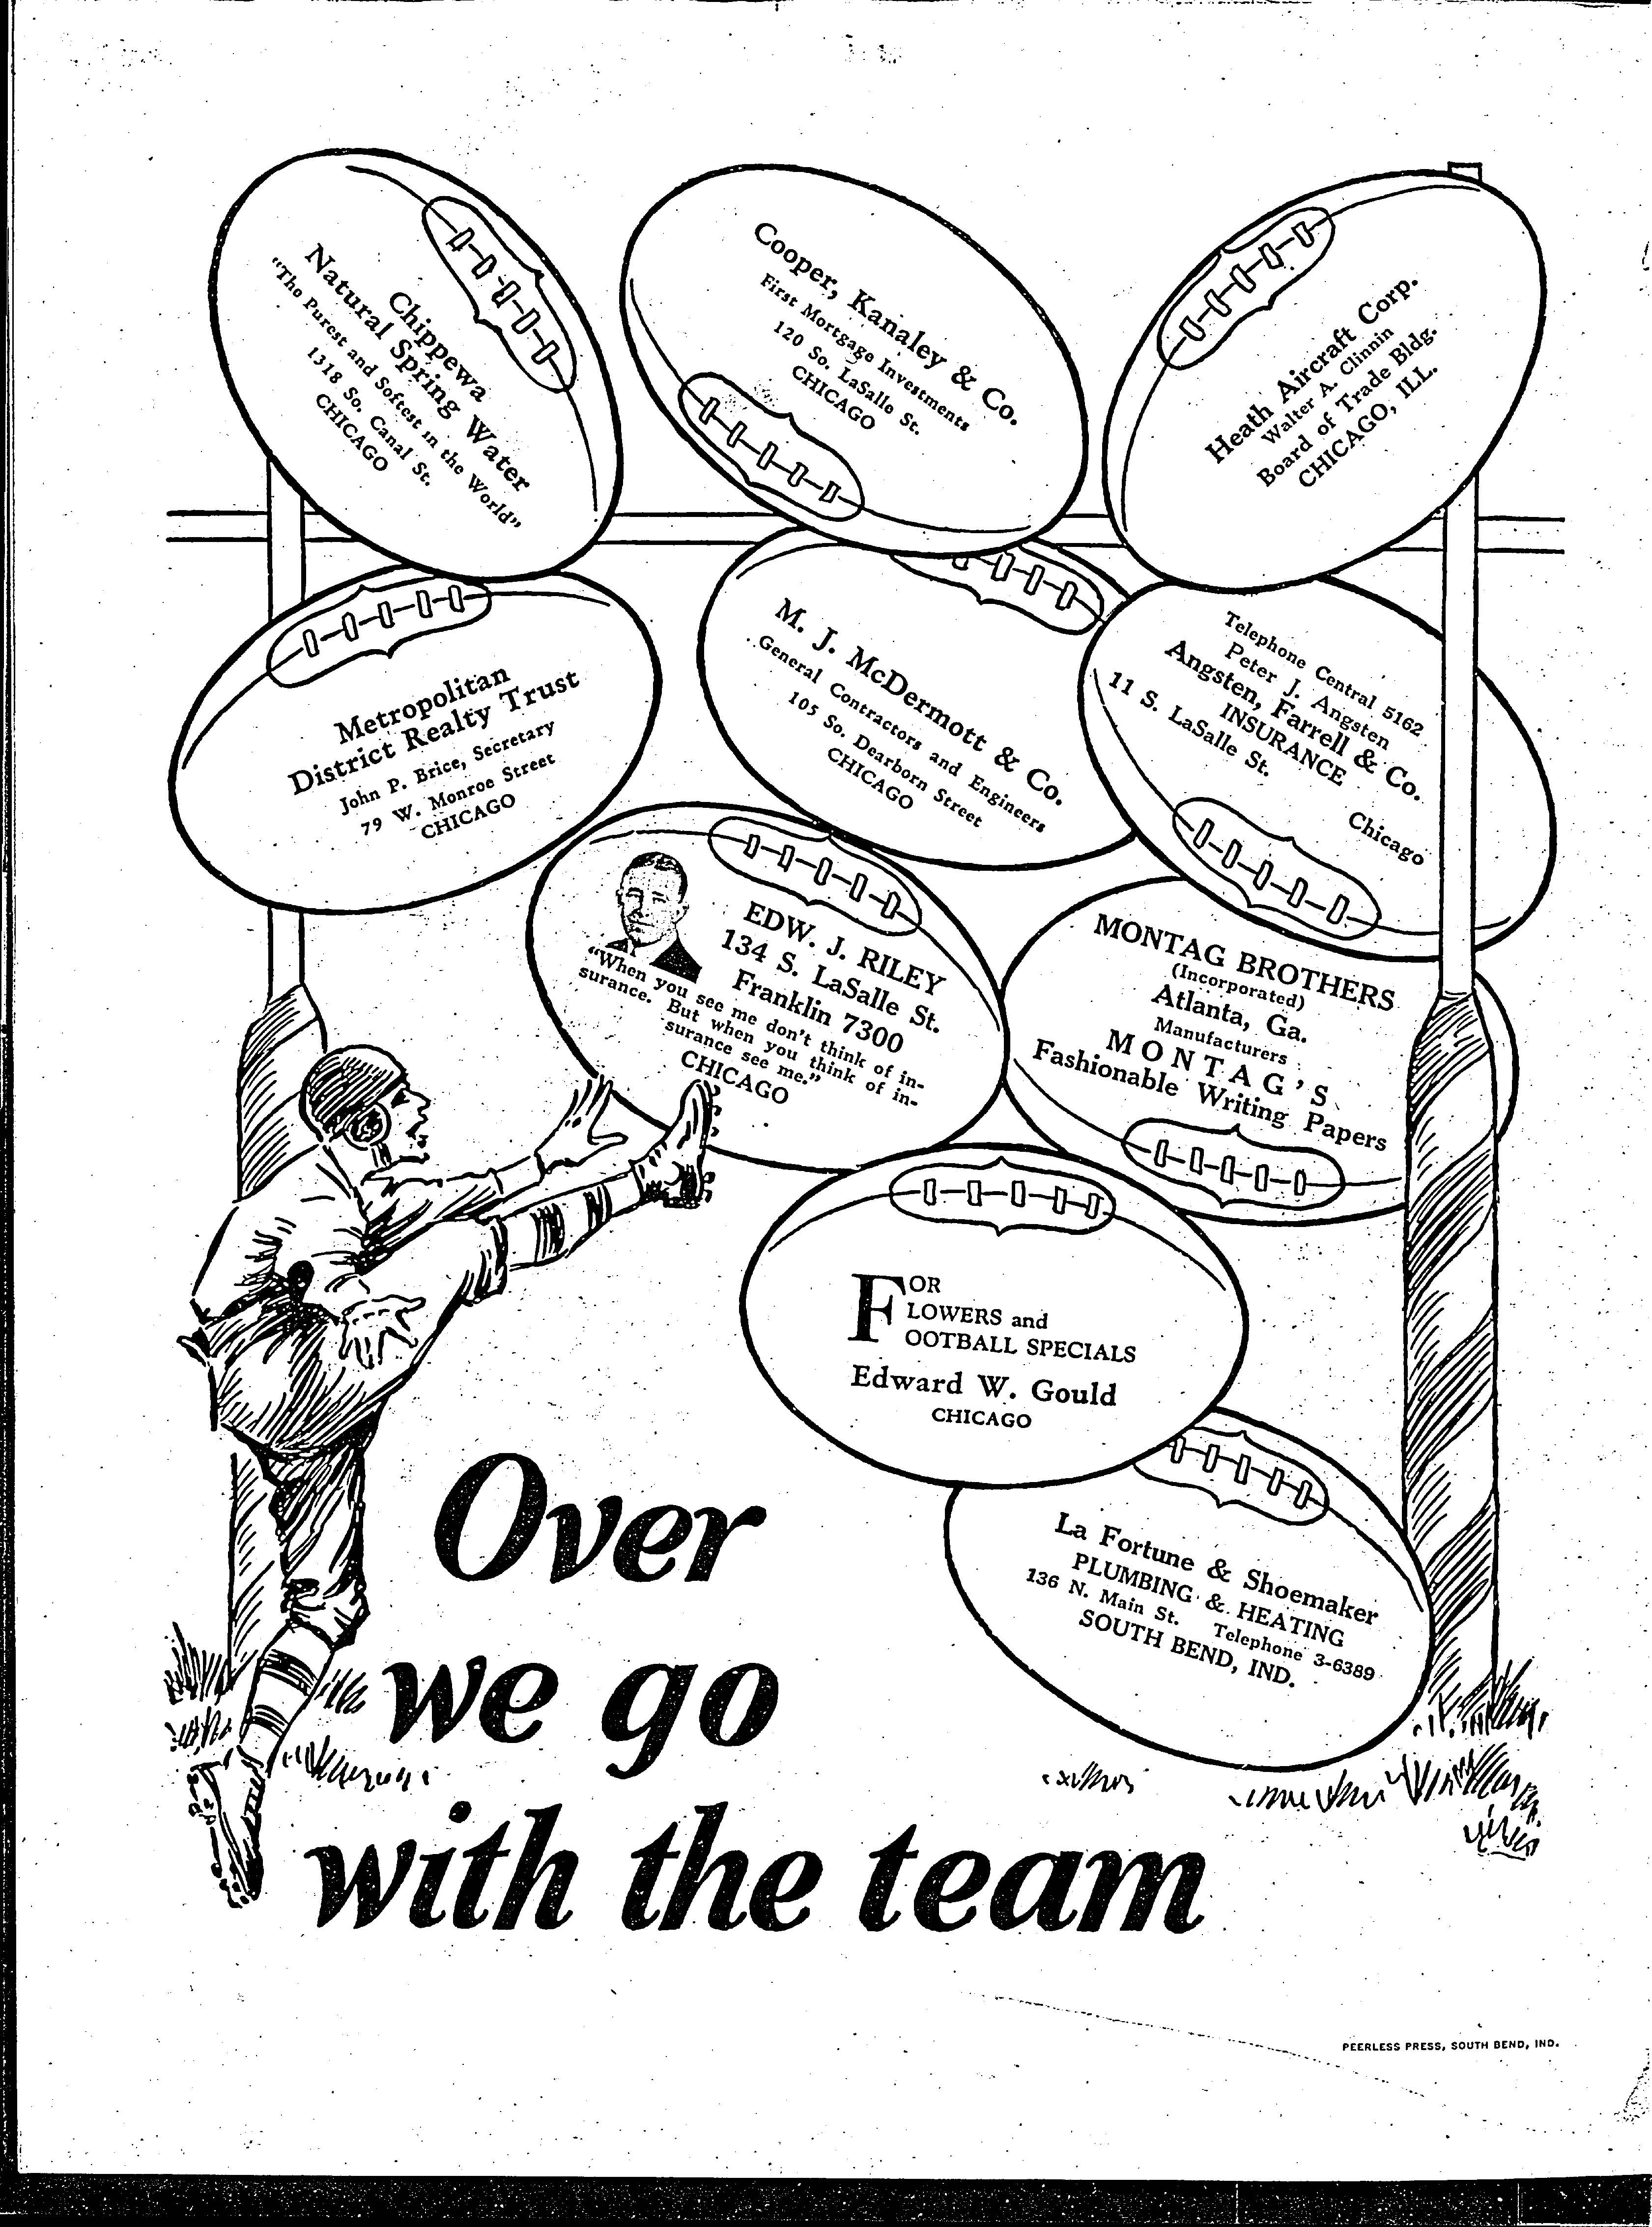 Chippewa
Natural Spring Water
"The Purest and Softest in the World"
1318 So. Canal St.
CHICAGO
Cooper, Kanaley & Co.
First Mortgage Investments
120 So. LaSalle St.
CHICAGO
Heath Aircraft Corp.
Walter A. Clinnin
Board of Trade Bldg.
CHICAGO, ILL.
Metropolitan
District Realty Trust
John P. Brice, Secretary
79 W. Monroe Street
CHICAGO
M. J. McDermott & Co.
General Contractors and Engineers
105 So. Dearborn Street
CHICAGO
Telephone Central 5162
Peter J. Angsten
Angsten, Farrell & Co.
INSURANCE
11 S. LaSalle St.
Chicago
EDW. J. RILEY
134 S. LaSalle St.
Franklin 7300
"When you see me don't think of in-
surance. But when you think of in-
surance see me."
CHICAGO
MONTAG BROTHERS
(Incorporated)
Atlanta, Ga.
Manufacturers
MONTAG'S
Fashionable Writing Papers
FOR
FLOWERS and
FOOTBALL SPECIALS
Edward W. Gould
CHICAGO
La Fortune & Shoemaker
PLUMBING & HEATING
136 N. Main St. Telephone 3-6389
SOUTH BEND, IND.
Over
we go
with the team
PEERLESS PRESS, SOUTH BEND, IND.